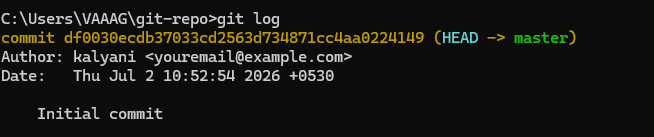 C:\Users\VAAAG\git-repo>git log
commit df0030ecdb37033cd2563d734871cc4aa0224149 (HEAD -> master)
Author: kalyani <youremail@example.com>
Date:   Thu Jul 2 10:52:54 2026 +0530
    Initial commit